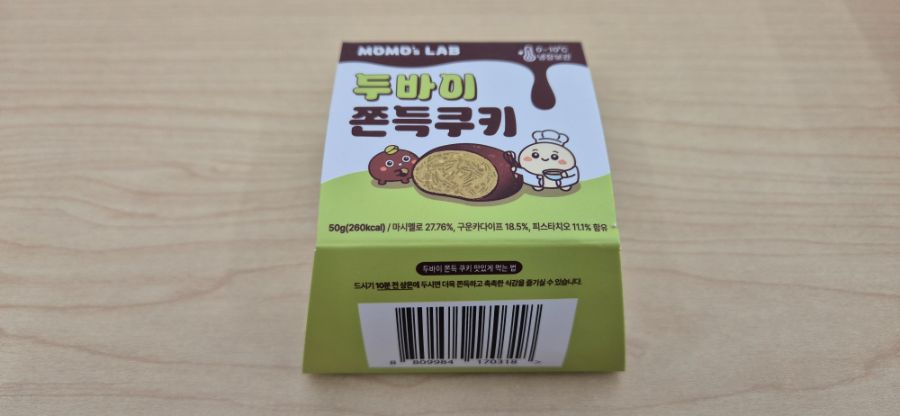 MOMO's LAB
0~10℃
냉장보관
두바이
쫀득쿠키
50g(260kcal) / 마시멜로 27.76%, 구운카다이프 18.5%, 피스타치오 11.1% 함유
두바이 쫀득 쿠키 맛있게 먹는 법
드시기 10분 전 상온에 두시면 더욱 쫀득하고 촉촉한 식감을 즐기실 수 있습니다.
8 809984 170318 >